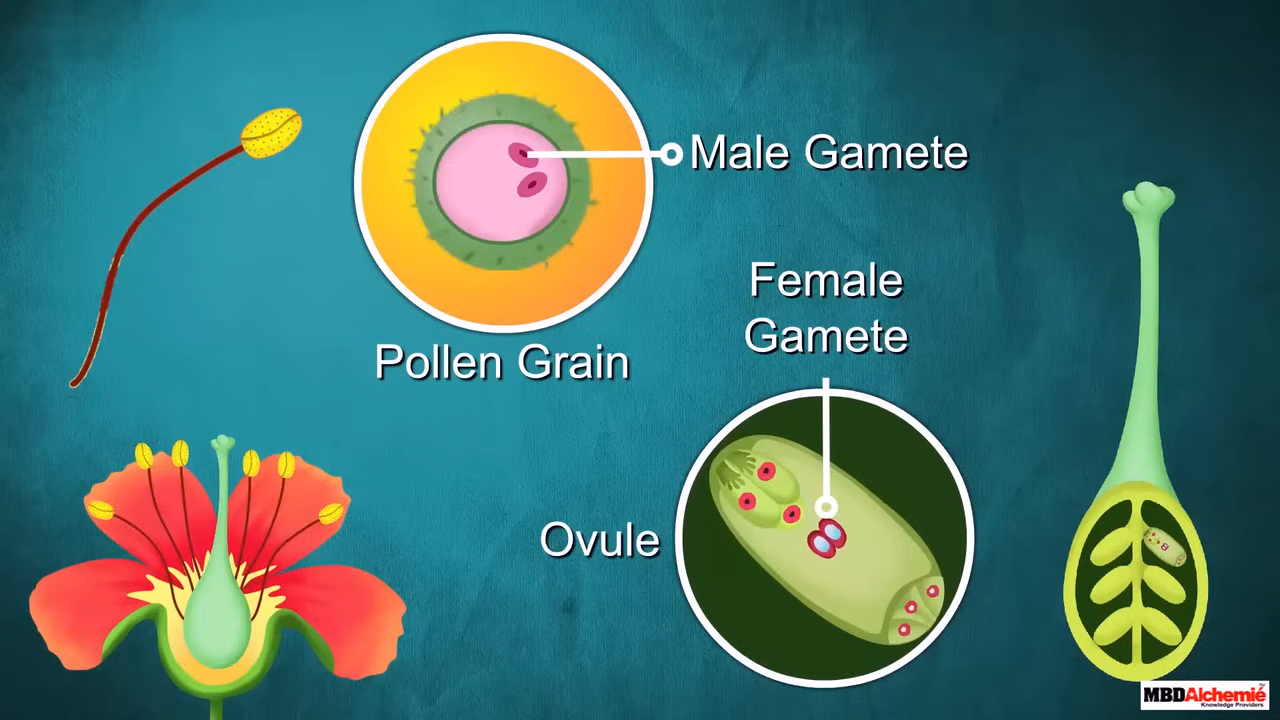 Male Gamete
Female
Gamete
Pollen Grain
Ovule
MBDAlchemie
Knowledge Providers